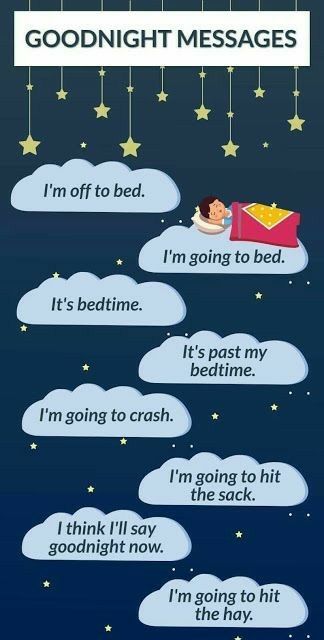 GOODNIGHT MESSAGES
I'm off to bed.
I'm going to bed.
It's bedtime.
It's past my
bedtime.
I'm going to crash.
I'm going to hit
the sack.
I think I'll say
goodnight now.
I'm going to hit
the hay.